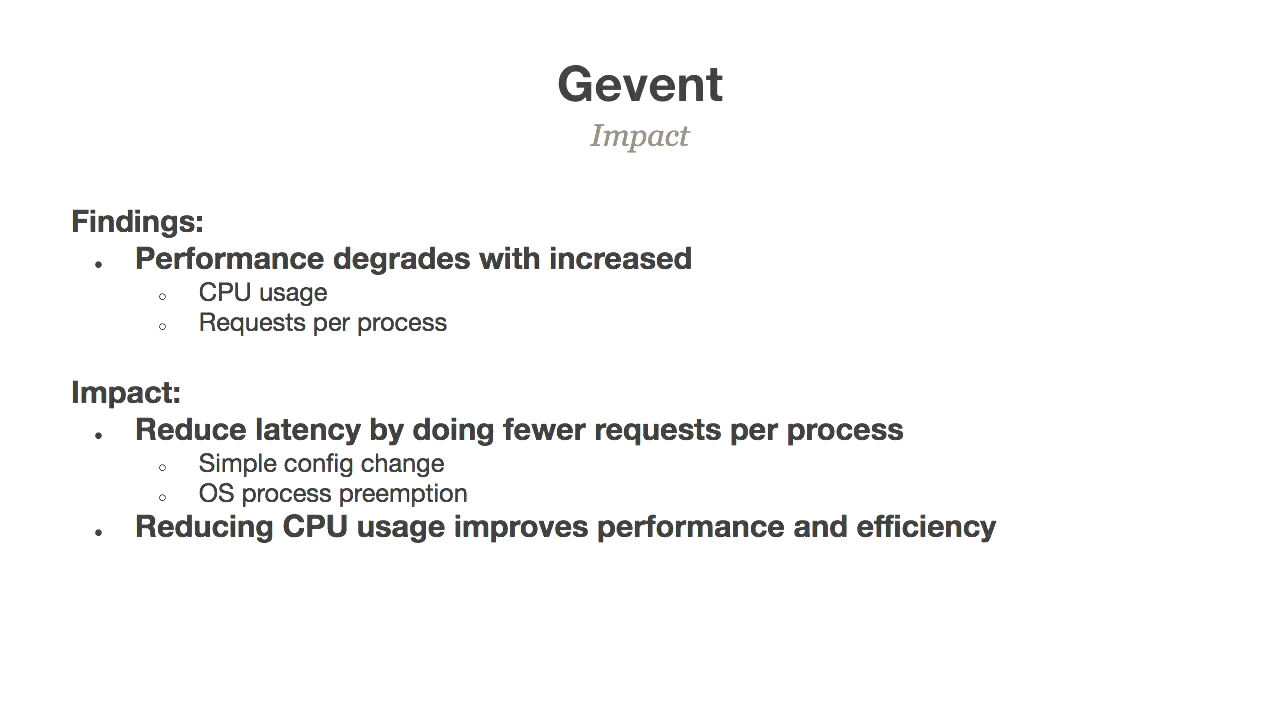 Gevent
Impact
Findings:
• Performance degrades with increased
○ CPU usage
○ Requests per process
Impact:
• Reduce latency by doing fewer requests per process
○ Simple config change
○ OS process preemption
• Reducing CPU usage improves performance and efficiency